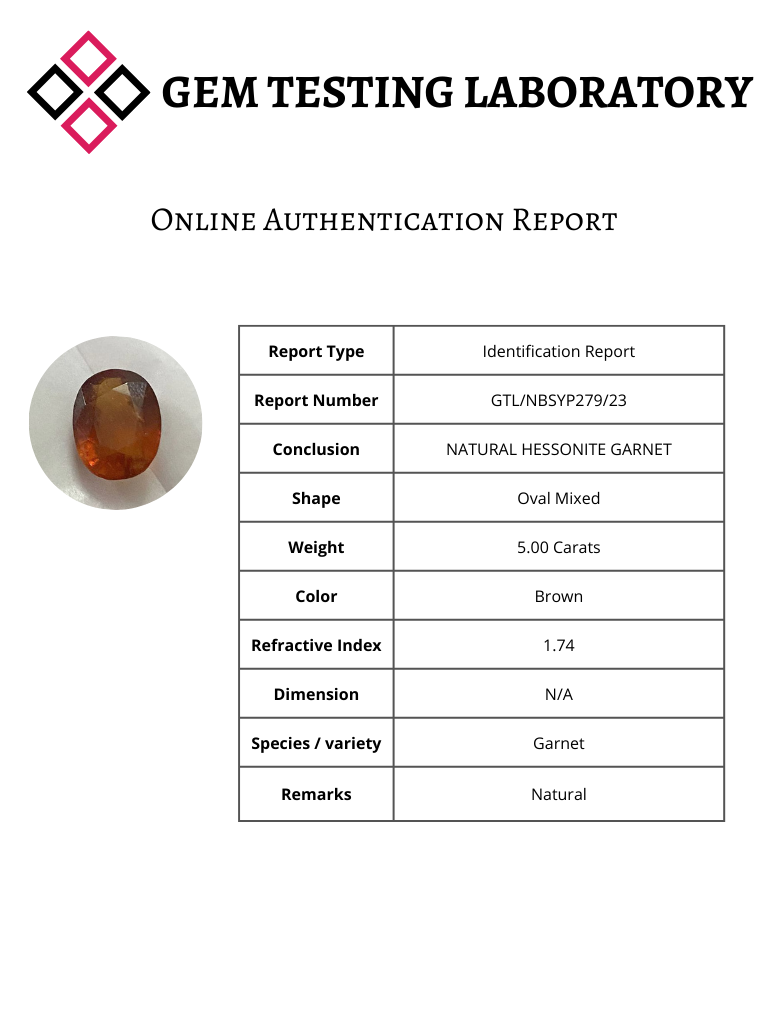 GEM TESTING LABORATORY
Online Authentication Report
Report Type Identification Report
Report Number GTL/NBSYP279/23
Conclusion NATURAL HESSONITE GARNET
Shape Oval Mixed
Weight 5.00 Carats
Color Brown
Refractive Index 1.74
Dimension N/A
Species / variety Garnet
Remarks Natural